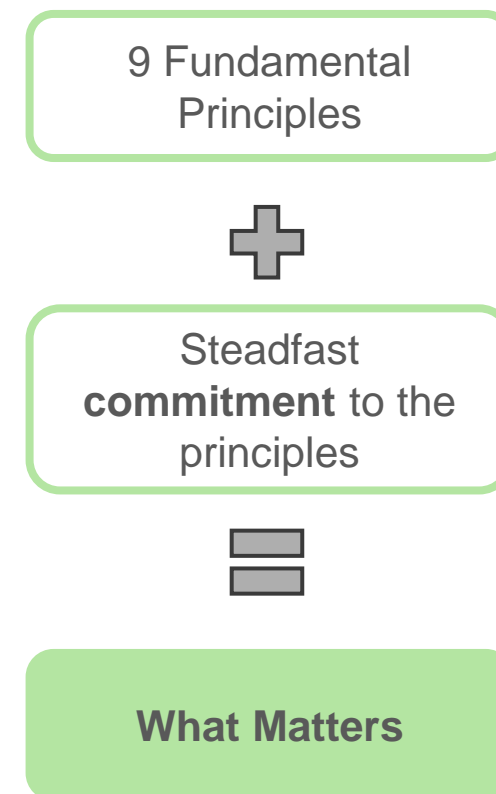 9 Fundamental
Principles
Steadfast
commitment to the
principles
What Matters